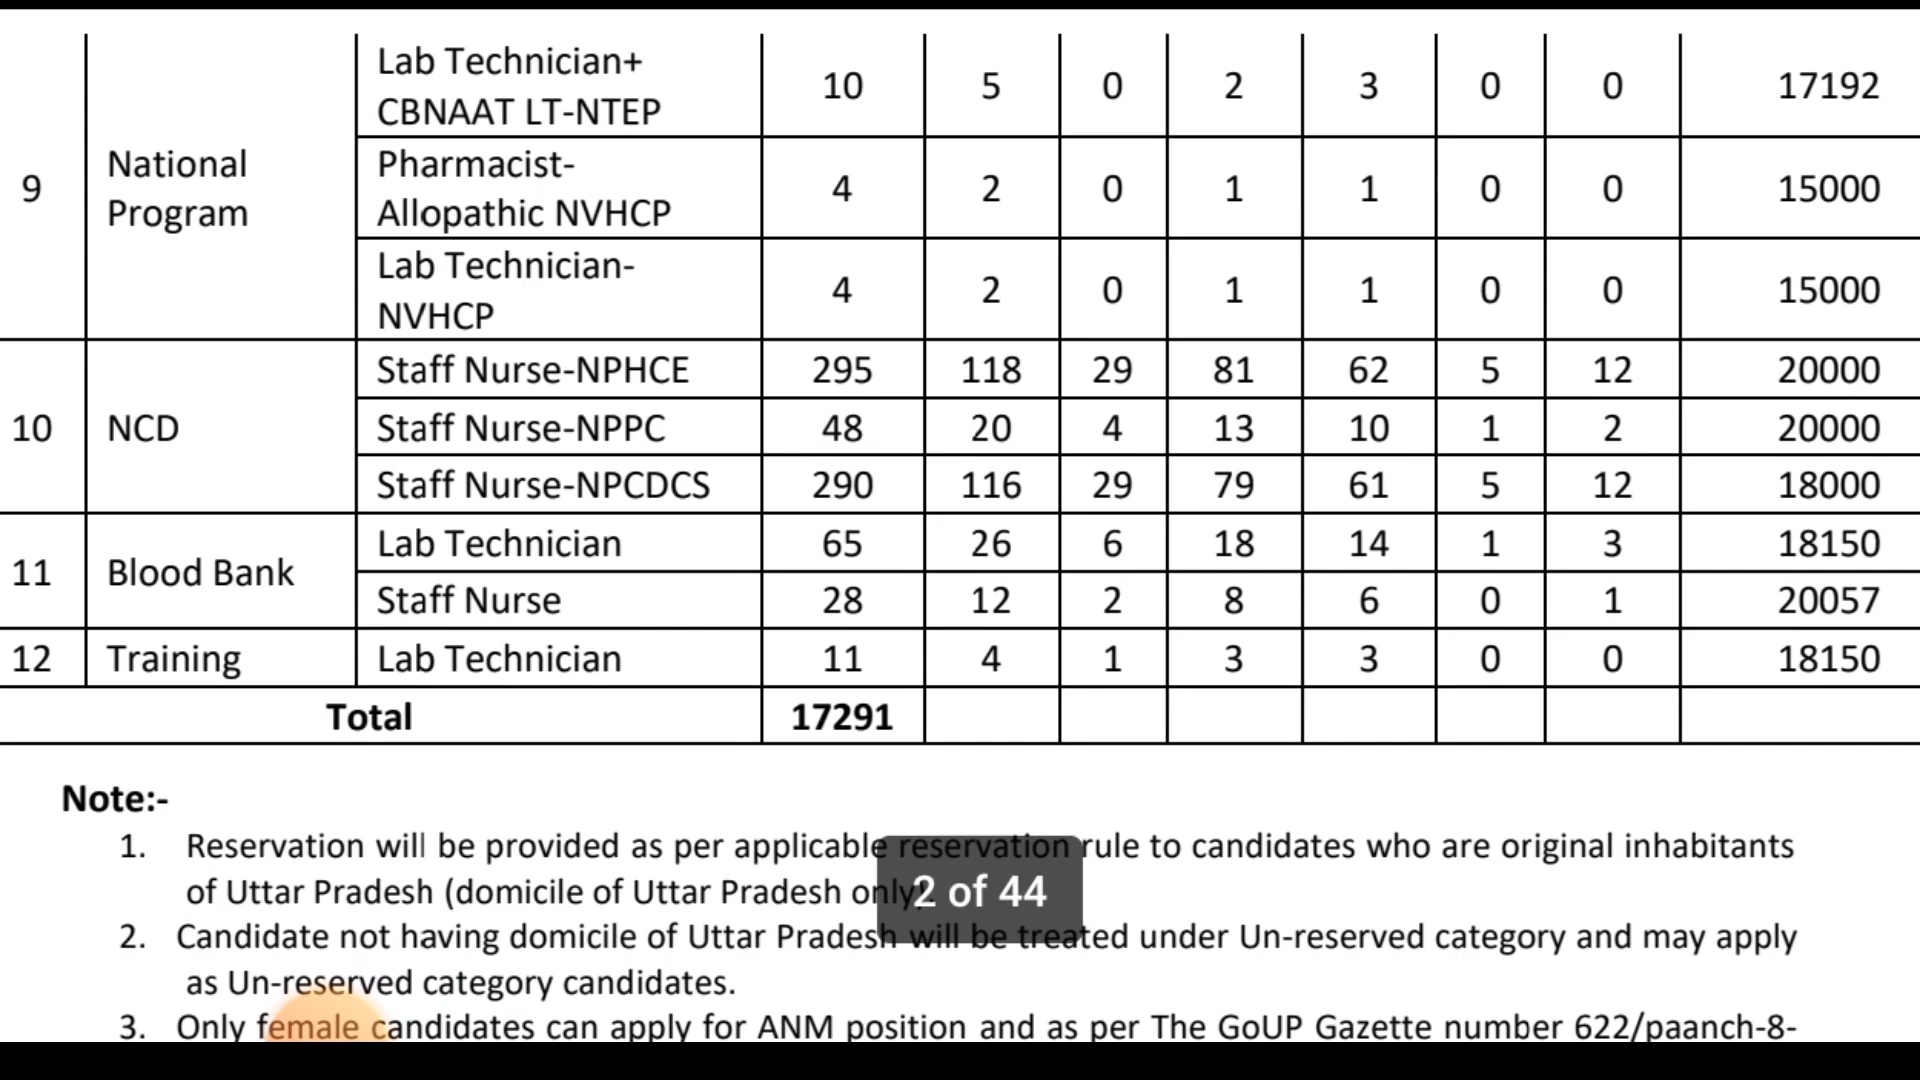 Lab Technician+
CBNAAT LT-NTEP 10 5 0 2 3 0 0 17192
9 National
Program Pharmacist-
Allopathic NVHCP 4 2 0 1 1 0 0 15000
Lab Technician-
NVHCP 4 2 0 1 1 0 0 15000
10 NCD Staff Nurse-NPHCE 295 118 29 81 62 5 12 20000
Staff Nurse-NPPC 48 20 4 13 10 1 2 20000
Staff Nurse-NPCDCS 290 116 29 79 61 5 12 18000
11 Blood Bank Lab Technician 65 26 6 18 14 1 3 18150
Staff Nurse 28 12 2 8 6 0 1 20057
12 Training Lab Technician 11 4 1 3 3 0 0 18150
Total 17291
Note:-
1. Reservation will be provided as per applicable reservation rule to candidates who are original inhabitants
of Uttar Pradesh (domicile of Uttar Pradesh only)
2 of 44
2. Candidate not having domicile of Uttar Pradesh will be treated under Un-reserved category and may apply
as Un-reserved category candidates.
3. Only female candidates can apply for ANM position and as per The GoUP Gazette number 622/paanch-8-